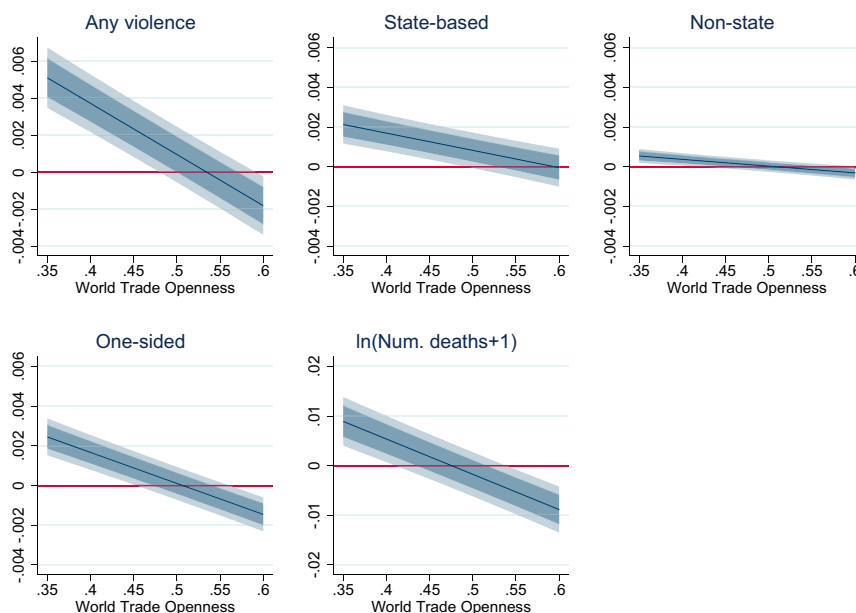 Any violence
.006
.004
.002
0
-.002
-.004
.35 .4 .45 .5 .55 .6
World Trade Openness
State-based
.006
.004
.002
0
-.002
-.004
.35 .4 .45 .5 .55 .6
World Trade Openness
Non-state
.006
.004
.002
0
-.002
-.004
.35 .4 .45 .5 .55 .6
World Trade Openness
One-sided
.006
.004
.002
0
-.002
-.004
.35 .4 .45 .5 .55 .6
World Trade Openness
ln(Num. deaths+1)
.02
.01
0
-.01
-.02
.35 .4 .45 .5 .55 .6
World Trade Openness